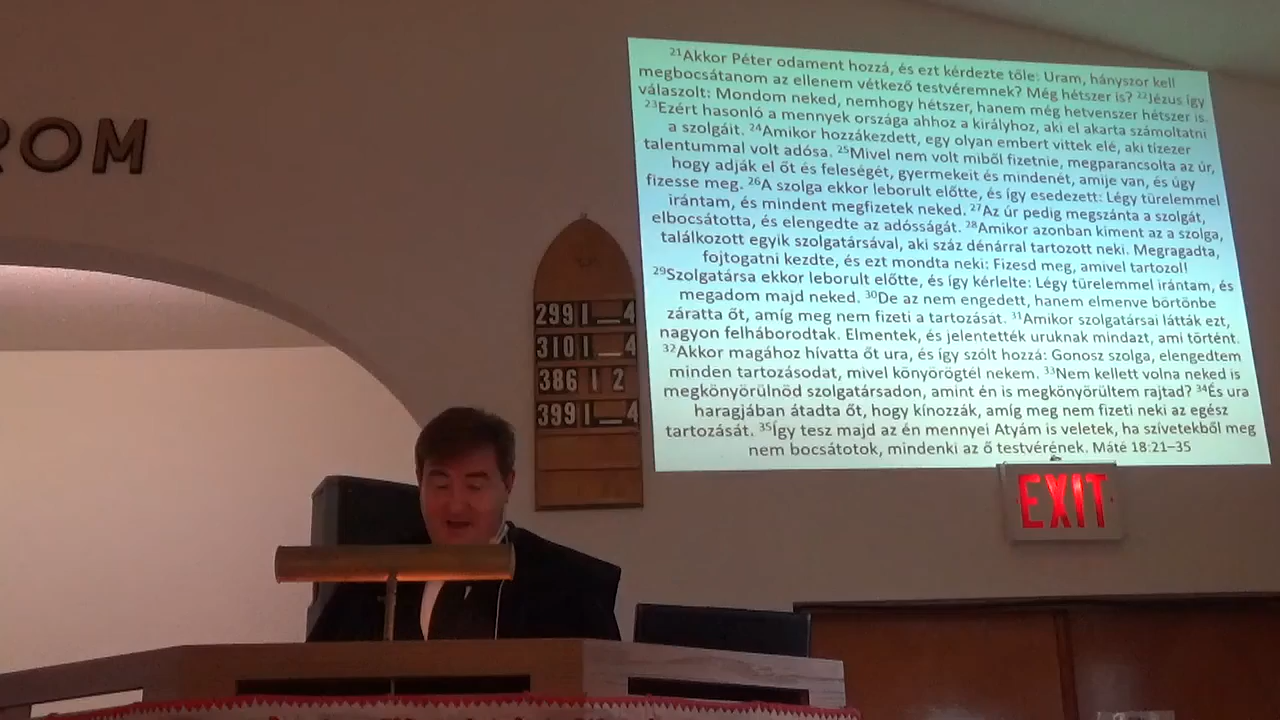 ROM
²¹Akkor Péter odament hozzá, és ezt kérdezte tőle: Uram, hányszor kell
megbocsátanom az ellenem vétkező testvéremnek? Még hétszer is? ²²Jézus így
válaszolt: Mondom neked, nemhogy hétszer, hanem még hetvenszer hétszer is.
²³Ezért hasonló a mennyek országa ahhoz a királyhoz, aki el akarta számoltatni
a szolgáit. ²⁴Amikor hozzákezdett, egy olyan embert vittek elé, aki tízezer
talentummal volt adósa. ²⁵Mivel nem volt miből fizetnie, megparancsolta az úr,
hogy adják el őt és feleségét, gyermekeit és mindenét, amije van, és úgy
fizesse meg. ²⁶A szolga ekkor leborult előtte, és így esedezett: Légy türelemmel
irántam, és mindent megfizetek neked. ²⁷Az úr pedig megszánta a szolgát,
elbocsátotta, és elengedte az adósságát. ²⁸Amikor azonban kiment az a szolga,
találkozott egyik szolgatársával, aki száz dénárral tartozott neki. Megragadta,
fojtogatni kezdte, és ezt mondta neki: Fizesd meg, amivel tartozol!
²⁹Szolgatársa ekkor leborult előtte, és így kérlelte: Légy türelemmel irántam, és
megadom majd neked. ³⁰De az nem engedett, hanem elmenve börtönbe
záratta őt, amíg meg nem fizeti a tartozását. ³¹Amikor szolgatársai látták ezt,
nagyon felháborodtak. Elmentek, és jelentették uruknak mindazt, ami történt.
³²Akkor magához hívatta őt ura, és így szólt hozzá: Gonosz szolga, elengedtem
minden tartozásodat, mivel könyörögtél nekem. ³³Nem kellett volna neked is
megkönyörülnöd szolgatársadon, amint én is megkönyörültem rajtad? ³⁴És ura
haragjában átadta őt, hogy kínozzák, amíg meg nem fizeti neki az egész
tartozását. ³⁵Így tesz majd az én mennyei Atyám is veletek, ha szívetekből meg
nem bocsátotok, mindenki az ő testvérének. Máté 18:21–35
299 1_4
310 1_4
386 1 2
399 1_4
EXIT